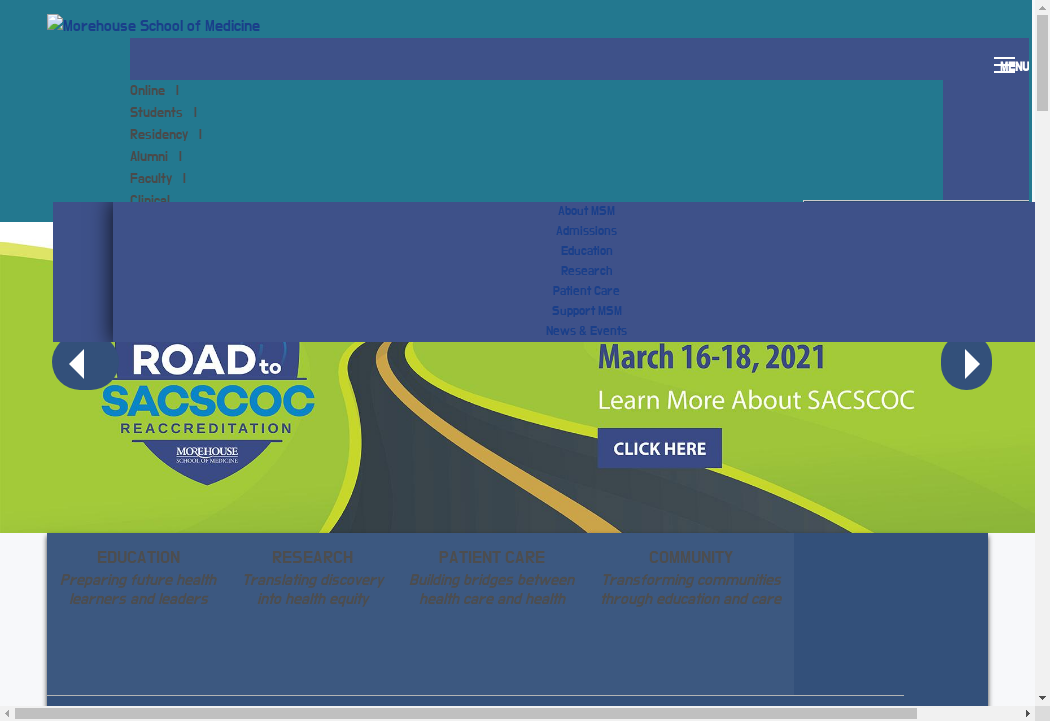 Morehouse School of Medicine
MENU
Online |
Students |
Residency |
Alumni |
Faculty |
Clinical
About MSM
Admissions
Education
Research
Patient Care
Support MSM
News & Events
ROAD to
SACSCOC
REACCREDITATION
MOREHOUSE
SCHOOL OF MEDICINE
March 16-18, 2021
Learn More About SACSCOC
CLICK HERE
EDUCATION
Preparing future health
learners and leaders
RESEARCH
Translating discovery
into health equity
PATIENT CARE
Building bridges between
health care and health
COMMUNITY
Transforming communities
through education and care